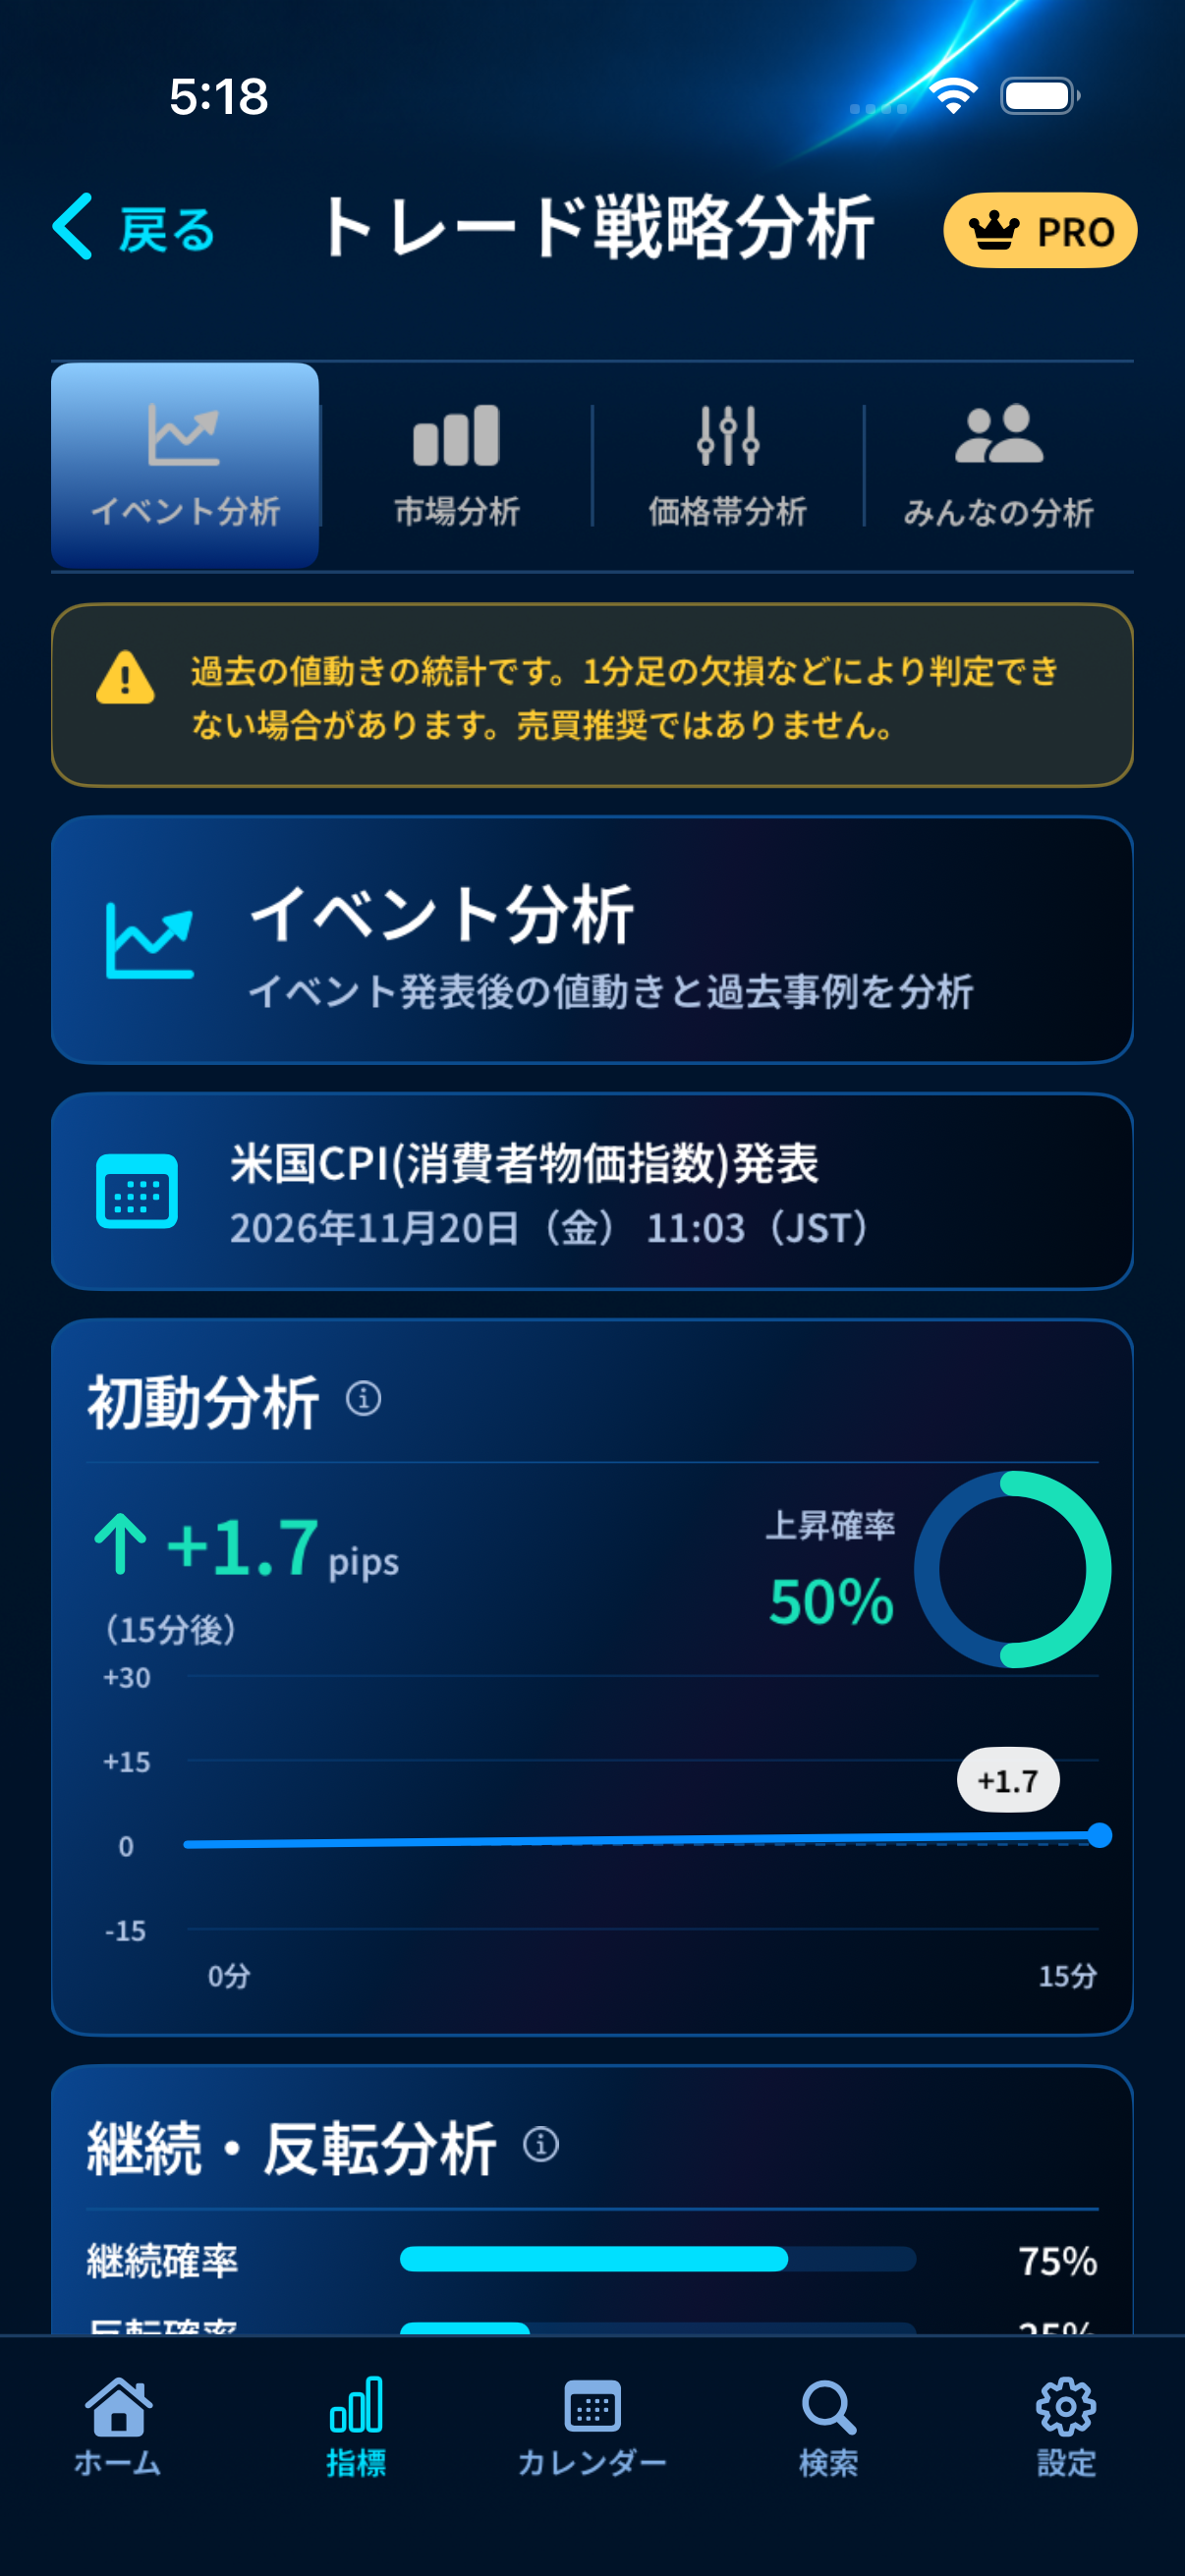 5:18
戻る
トレード戦略分析
PRO
イベント分析
市場分析
価格帯分析
みんなの分析
過去の値動きの統計です。1分足の欠損などにより判定でき
ない場合があります。売買推奨ではありません。
イベント分析
イベント発表後の値動きと過去事例を分析
米国CPI(消費者物価指数)発表
2026年11月20日（金） 11:03（JST）
初動分析
+1.7 pips
（15分後）
上昇確率
50%
+30
+15
+1.7
0
-15
0分
15分
継続・反転分析
継続確率
75%
反転確率
25%
ホーム
指標
カレンダー
検索
設定